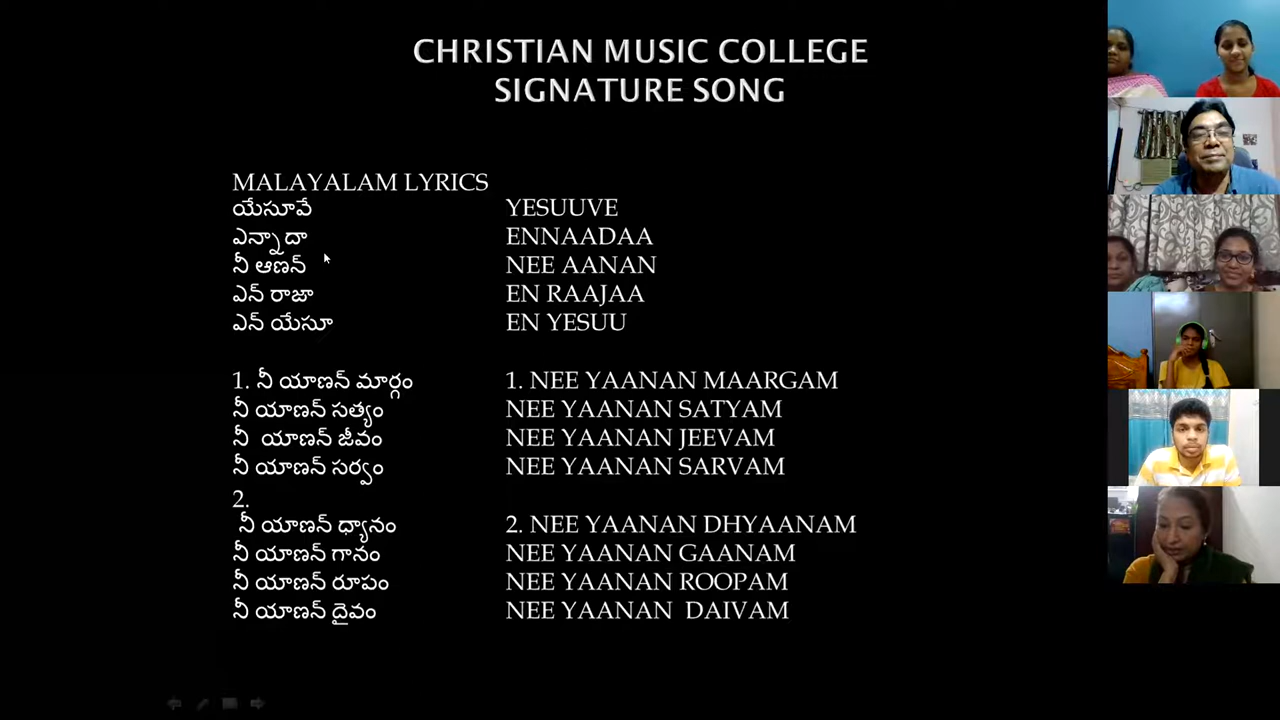 CHRISTIAN MUSIC COLLEGE
SIGNATURE SONG
MALAYALAM LYRICS
యేసూవే YESUUVE
ఎన్నాదా ENNAADAA
నీ ఆణన్ NEE AANAN
ఎన్ రాజా EN RAAJAA
ఎన్ యేసూ EN YESUU
1. నీ యాణన్ మార్గం 1. NEE YAANAN MAARGAM
నీ యాణన్ సత్యం NEE YAANAN SATYAM
నీ యాణన్ జీవం NEE YAANAN JEEVAM
నీ యాణన్ సర్వం NEE YAANAN SARVAM
2.
నీ యాణన్ ధ్యానం 2. NEE YAANAN DHYAANAM
నీ యాణన్ గానం NEE YAANAN GAANAM
నీ యాణన్ రూపం NEE YAANAN ROOPAM
నీ యాణన్ దైవం NEE YAANAN DAIVAM